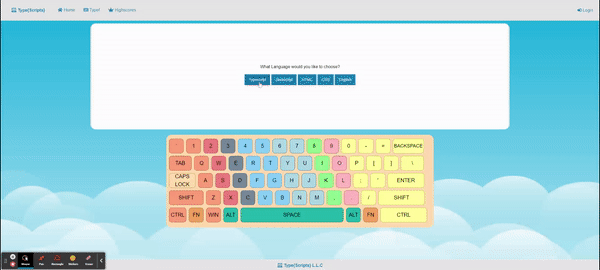 Type(Scripts) Home Type! Highscores Login
What Language would you like to choose?
Typescript Javascript HTML CSS English
` 1 2 3 4 5 6 7 8 9 0 - + BACKSPACE
TAB Q W E R T Y U I O P [ ] \
CAPS LOCK A S D F G H J K L ; ' ENTER
SHIFT Z X C V B N M , . / SHIFT
CTRL FN WIN ALT SPACE ALT FN CTRL
Type(Scripts) L.L.C